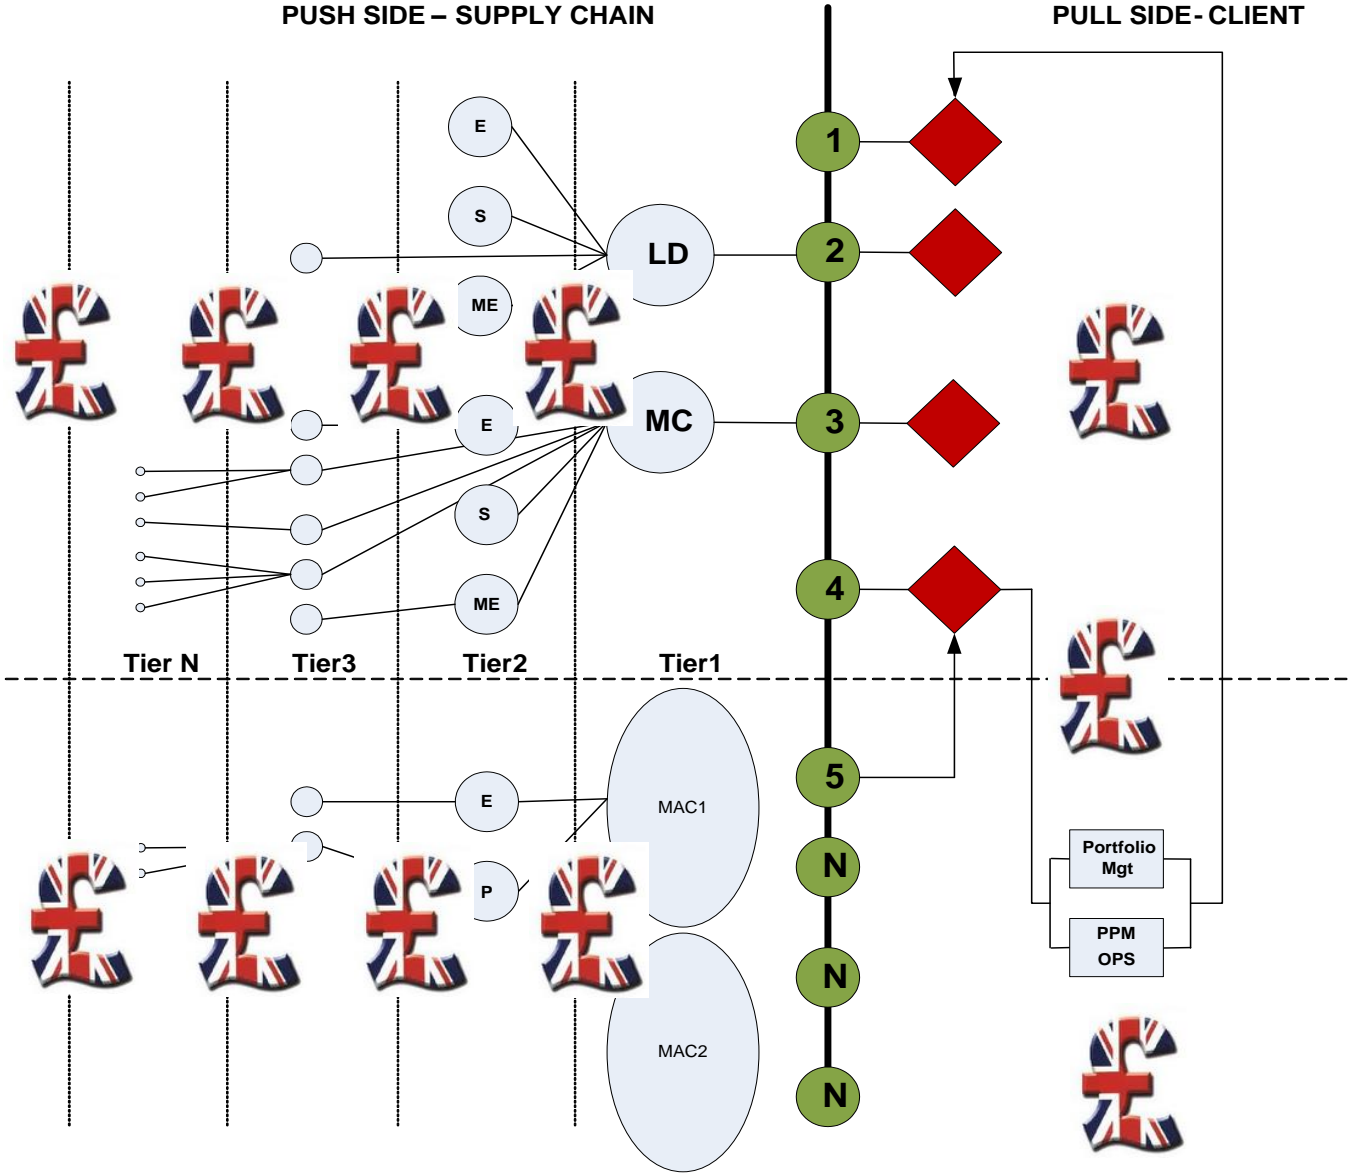 PUSH SIDE – SUPPLY CHAIN
PULL SIDE- CLIENT
E
1
S
LD
2
ME
E
MC
3
S
4
ME
Tier N
Tier3
Tier2
Tier1
5
E
MAC1
Portfolio
Mgt
N
P
PPM
OPS
N
MAC2
N